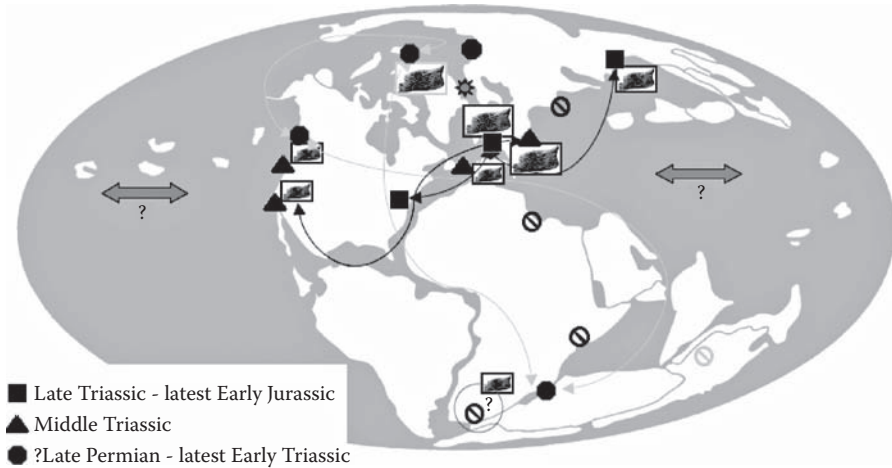 ?
?
?
Late Triassic - latest Early Jurassic
Middle Triassic
?Late Permian - latest Early Triassic